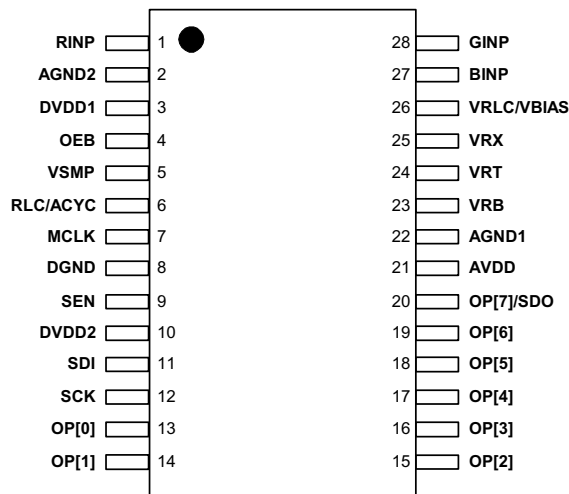 RINP 1 28 GINP
AGND2 2 27 BINP
DVDD1 3 26 VRLC/VBIAS
OEB 4 25 VRX
VSMP 5 24 VRT
RLC/ACYC 6 23 VRB
MCLK 7 22 AGND1
DGND 8 21 AVDD
SEN 9 20 OP[7]/SDO
DVDD2 10 19 OP[6]
SDI 11 18 OP[5]
SCK 12 17 OP[4]
OP[0] 13 16 OP[3]
OP[1] 14 15 OP[2]